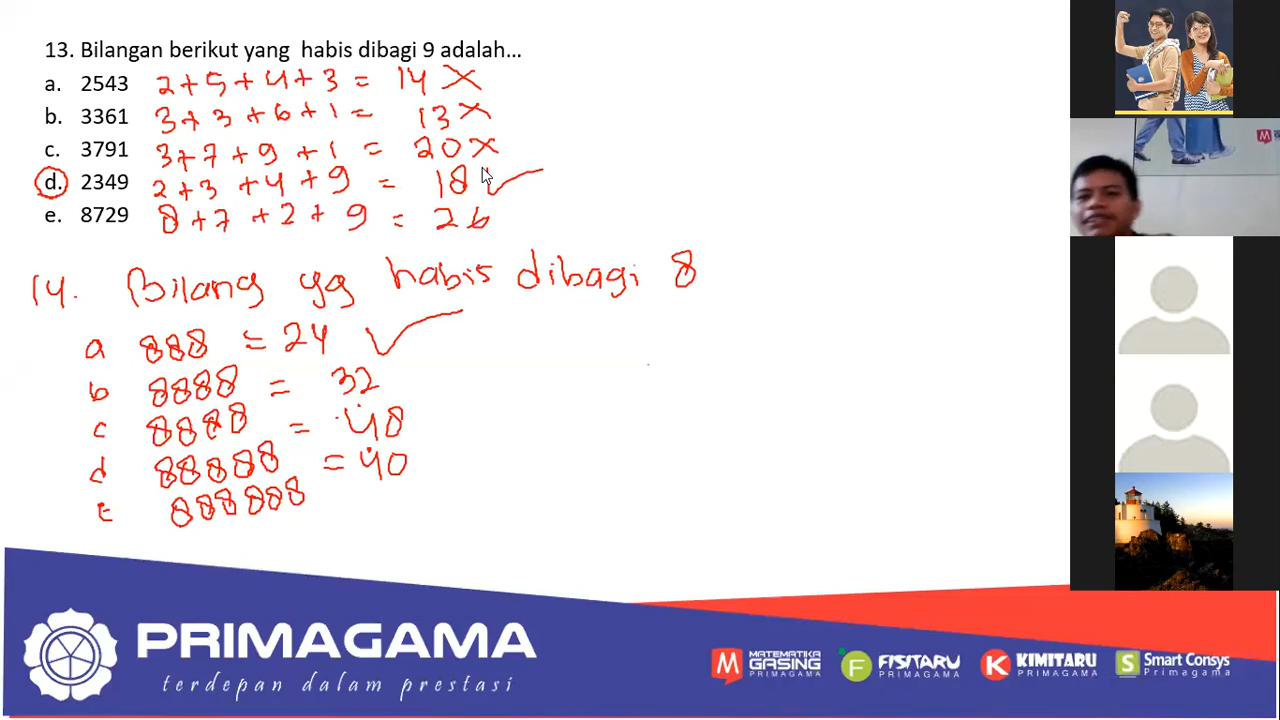 13. Bilangan berikut yang habis dibagi 9 adalah...
a. 2543 2+5+4+3 = 14 X
b. 3361 3+3+6+1 = 13 X
c. 3791 3+7+9+1 = 20 X
d. 2349 2+3+4+9 = 18 ✓
e. 8729 8+7+2+9 = 26
14. Bilang yg habis dibagi 8
a 888 = 24 ✓
b 8888 = 32
c 8888 = 48
d 88888 = 40
E 888888
PRIMAGAMA
terdepan dalam prestasi
M MATEMATIKA GASING PRIMAGAMA
F FISITARU PRIMAGAMA
K KIMITARU PRIMAGAMA
S Smart Consys Primagama